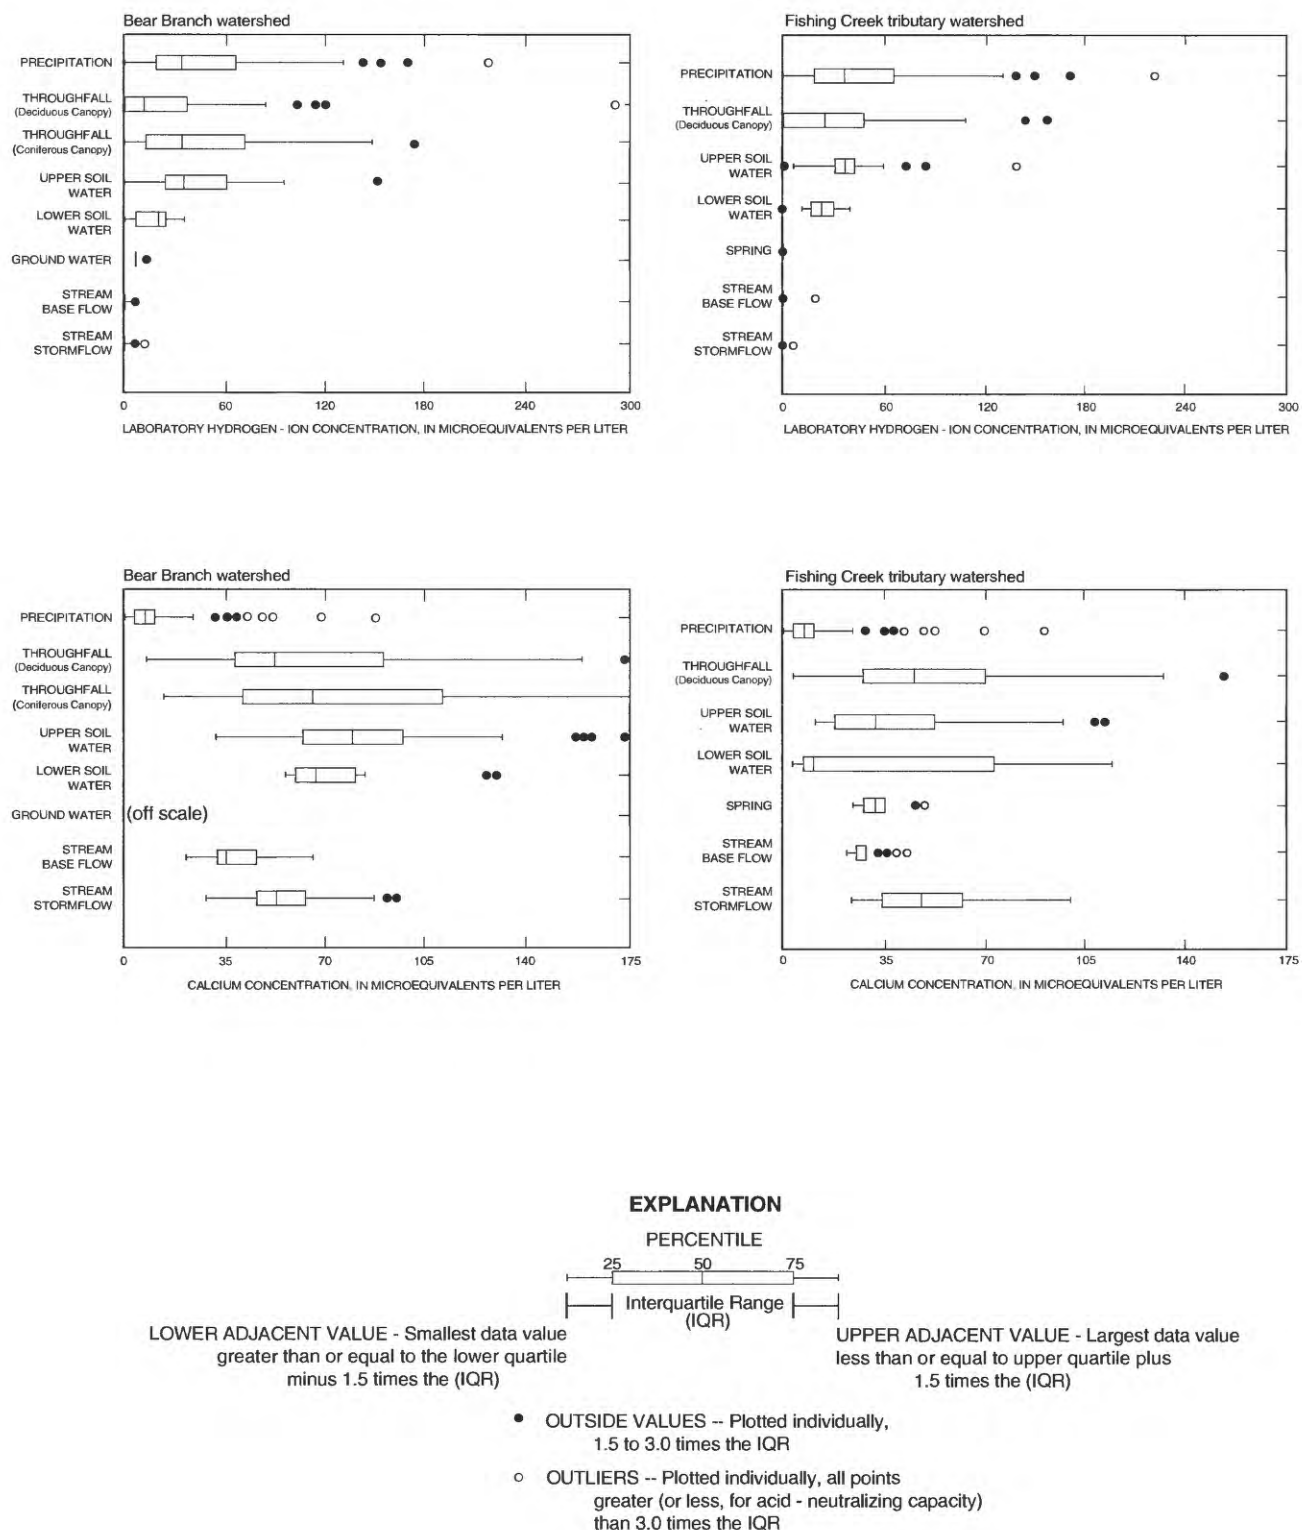 Bear Branch watershed
PRECIPITATION
THROUGHFALL
(Deciduous Canopy)
THROUGHFALL
(Coniferous Canopy)
UPPER SOIL
WATER
LOWER SOIL
WATER
GROUND WATER
STREAM
BASE FLOW
STREAM
STORMFLOW
0 60 120 180 240 300
LABORATORY HYDROGEN - ION CONCENTRATION, IN MICROEQUIVALENTS PER LITER
Fishing Creek tributary watershed
PRECIPITATION
THROUGHFALL
(Deciduous Canopy)
UPPER SOIL
WATER
LOWER SOIL
WATER
SPRING
STREAM
BASE FLOW
STREAM
STORMFLOW
0 60 120 180 240 300
LABORATORY HYDROGEN - ION CONCENTRATION, IN MICROEQUIVALENTS PER LITER
Bear Branch watershed
PRECIPITATION
THROUGHFALL
(Deciduous Canopy)
THROUGHFALL
(Coniferous Canopy)
UPPER SOIL
WATER
LOWER SOIL
WATER
GROUND WATER (off scale)
STREAM
BASE FLOW
STREAM
STORMFLOW
0 35 70 105 140 175
CALCIUM CONCENTRATION, IN MICROEQUIVALENTS PER LITER
Fishing Creek tributary watershed
PRECIPITATION
THROUGHFALL
(Deciduous Canopy)
UPPER SOIL
WATER
LOWER SOIL
WATER
SPRING
STREAM
BASE FLOW
STREAM
STORMFLOW
0 35 70 105 140 175
CALCIUM CONCENTRATION, IN MICROEQUIVALENTS PER LITER
EXPLANATION
PERCENTILE
25 50 75
Interquartile Range
(IQR)
LOWER ADJACENT VALUE - Smallest data value
greater than or equal to the lower quartile
minus 1.5 times the (IQR)
UPPER ADJACENT VALUE - Largest data value
less than or equal to upper quartile plus
1.5 times the (IQR)
OUTSIDE VALUES -- Plotted individually,
1.5 to 3.0 times the IQR
OUTLIERS -- Plotted individually, all points
greater (or less, for acid - neutralizing capacity)
than 3.0 times the IQR